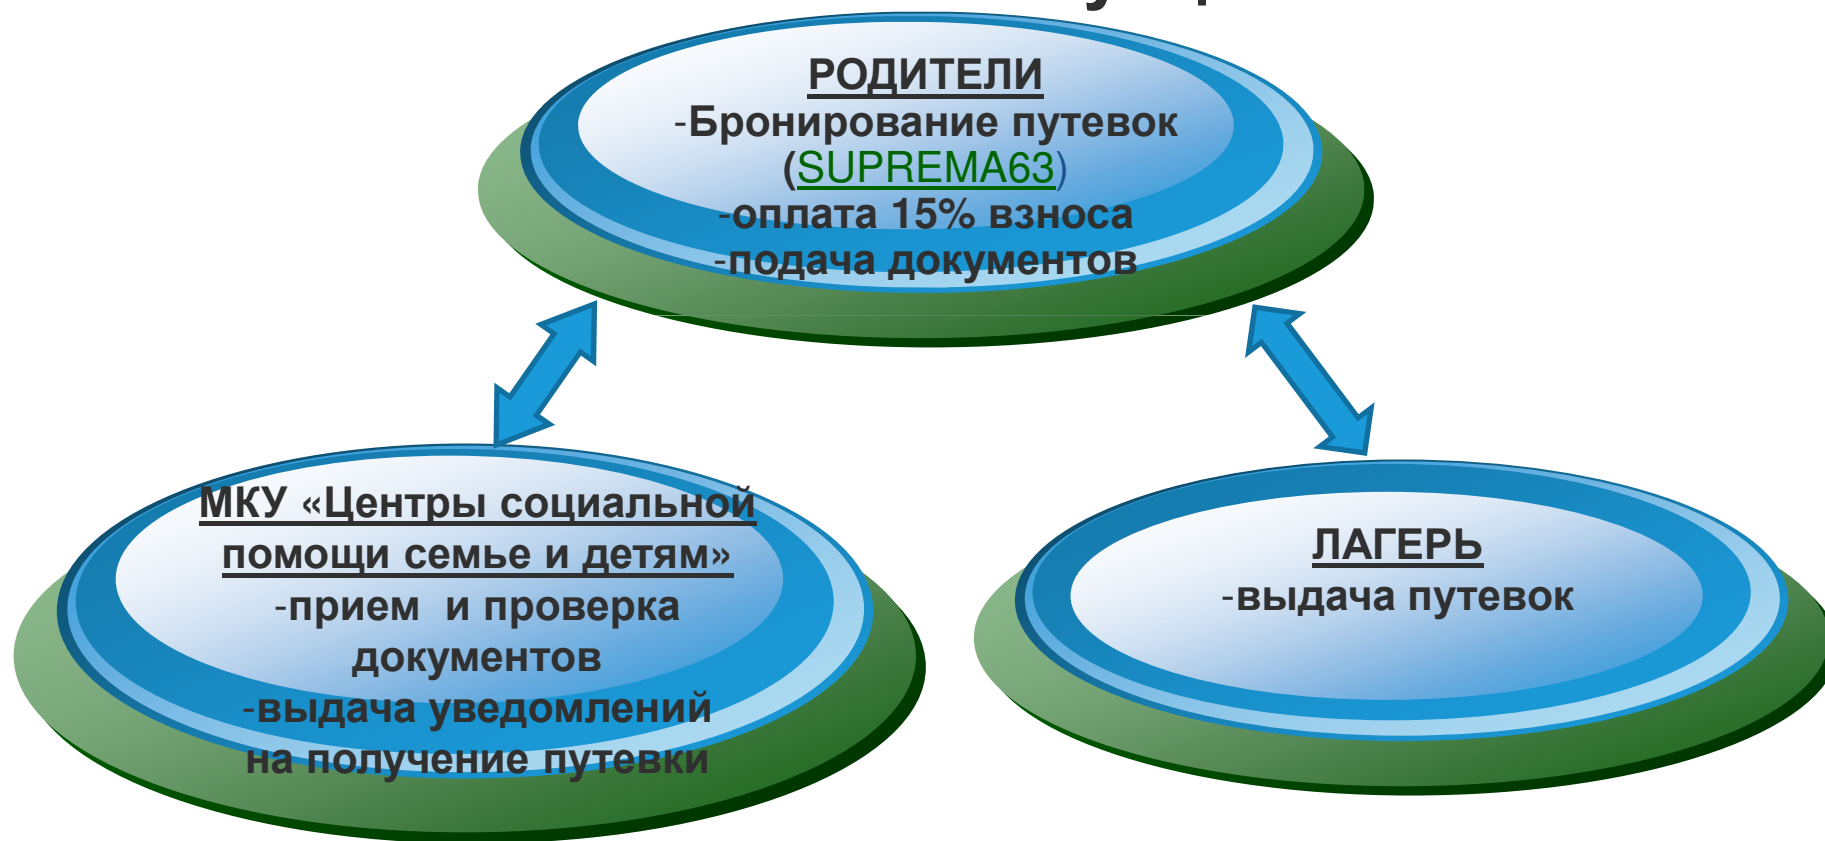 РОДИТЕЛИ
-Бронирование путевок
(SUPREMA63)
-оплата 15% взноса
-подача документов
МКУ «Центры социальной
помощи семье и детям»
-прием и проверка
документов
-выдача уведомлений
на получение путевки
ЛАГЕРЬ
-выдача путевок